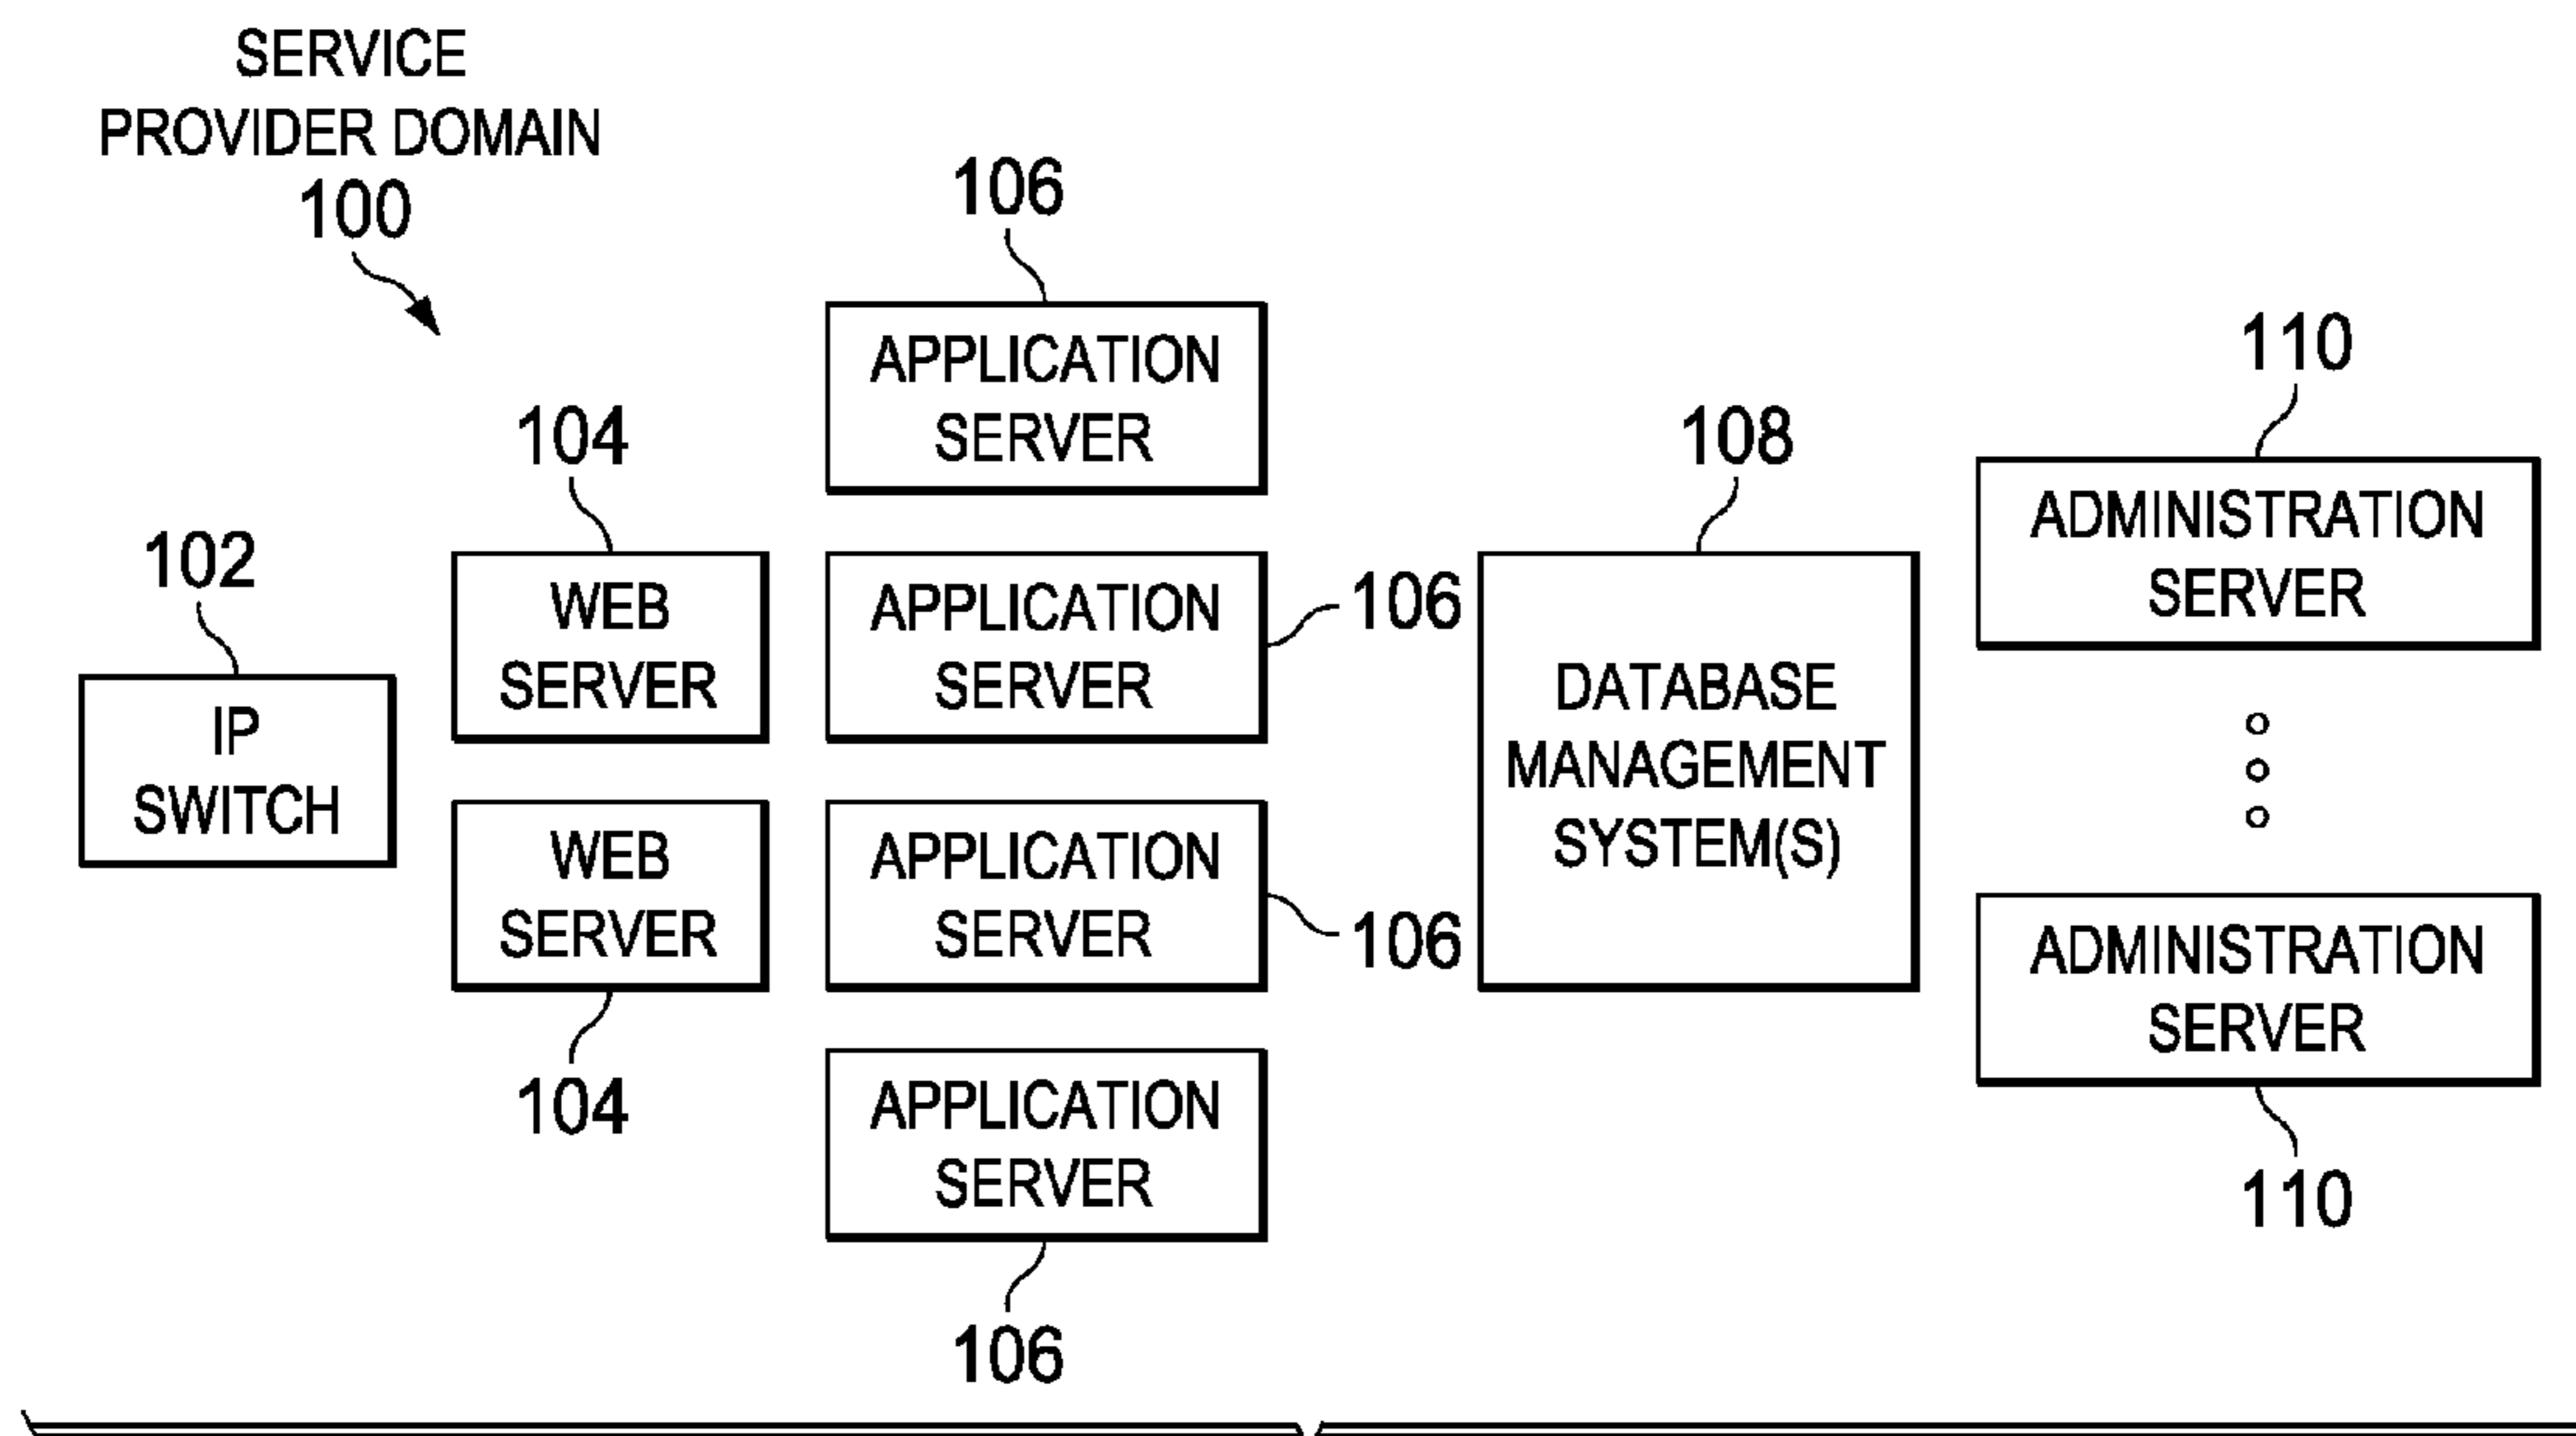 SERVICE
PROVIDER DOMAIN
100
102
IP
SWITCH
104
WEB
SERVER
WEB
SERVER
104
106
APPLICATION
SERVER
APPLICATION
SERVER
106
APPLICATION
SERVER
106
APPLICATION
SERVER
106
108
DATABASE
MANAGEMENT
SYSTEM(S)
110
ADMINISTRATION
SERVER
ADMINISTRATION
SERVER
110